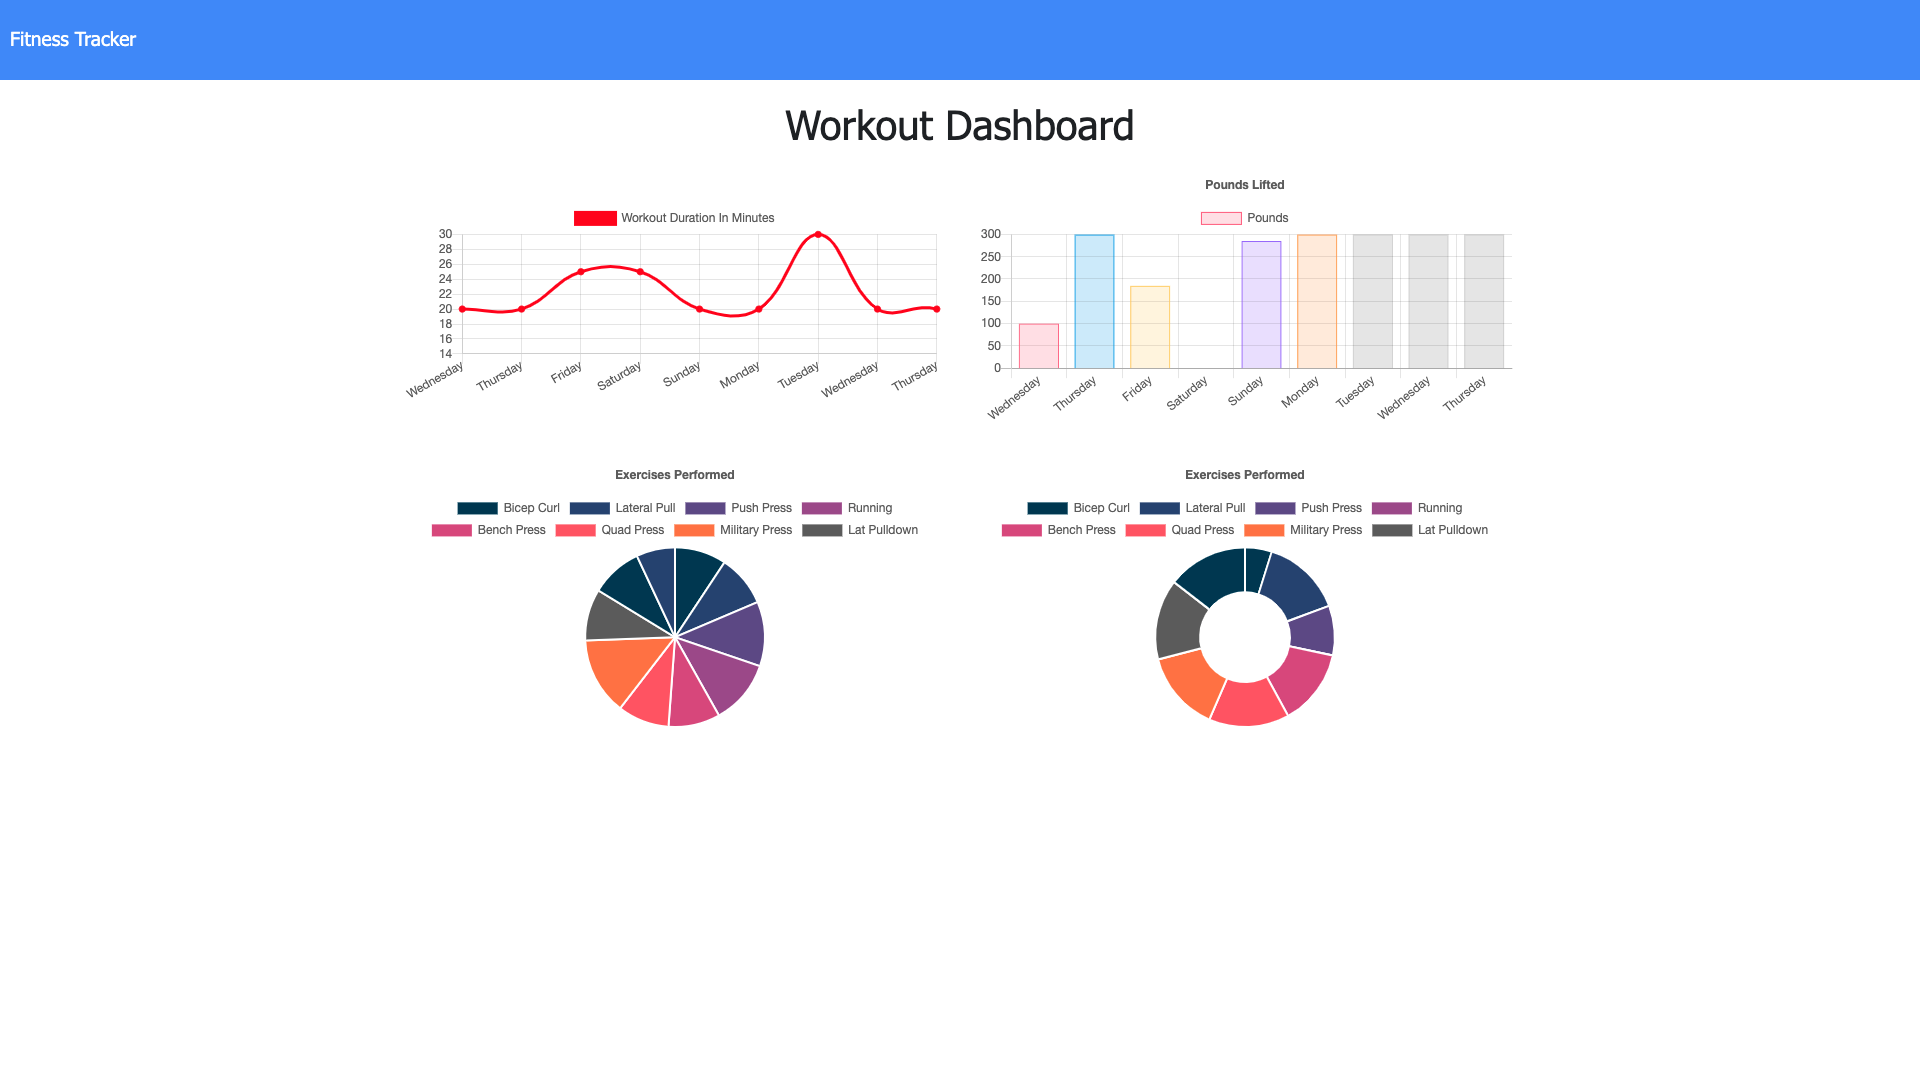 Fitness Tracker
Workout Dashboard
Workout Duration In Minutes
30
28
26
24
22
20
18
16
14
Wednesday Thursday Friday Saturday Sunday Monday Tuesday Wednesday Thursday
Pounds Lifted
Pounds
300
250
200
150
100
50
0
Wednesday Thursday Friday Saturday Sunday Monday Tuesday Wednesday Thursday
Exercises Performed
Bicep Curl Lateral Pull Push Press Running
Bench Press Quad Press Military Press Lat Pulldown
Exercises Performed
Bicep Curl Lateral Pull Push Press Running
Bench Press Quad Press Military Press Lat Pulldown